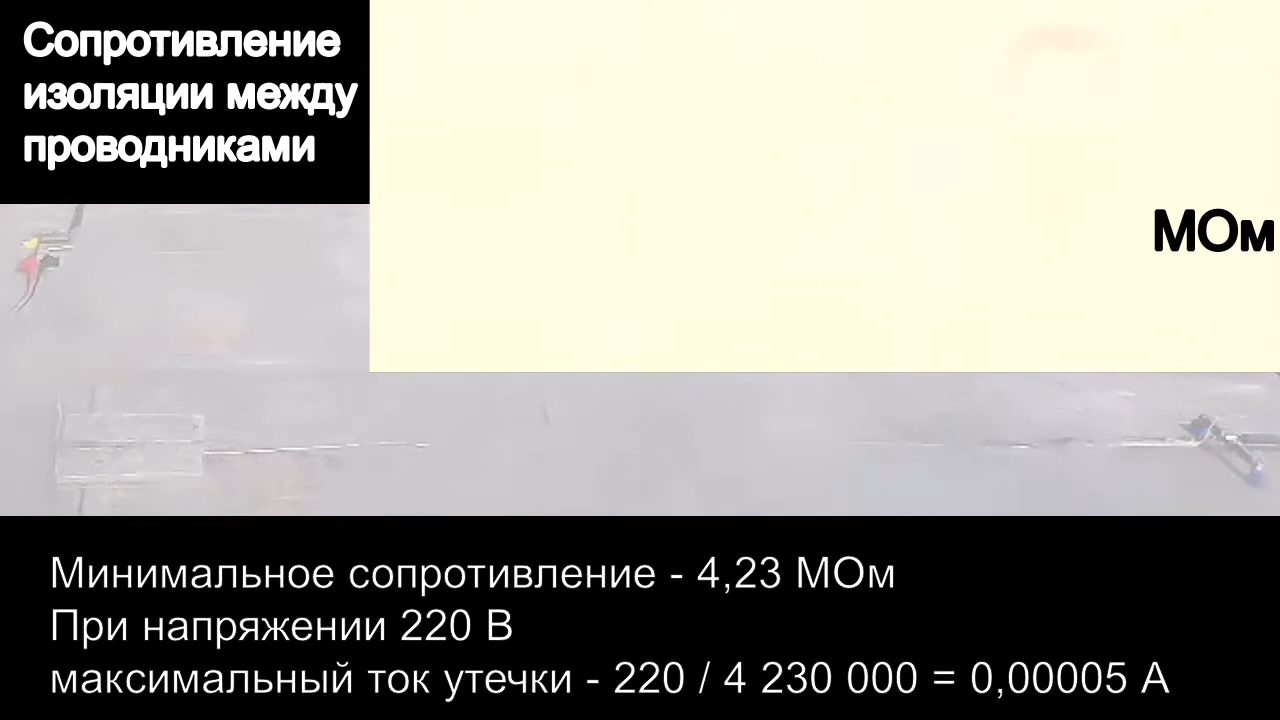 Сопротивление
изоляции между
проводниками
МОм
Минимальное сопротивление - 4,23 МОм
При напряжении 220 В
максимальный ток утечки - 220 / 4 230 000 = 0,00005 А